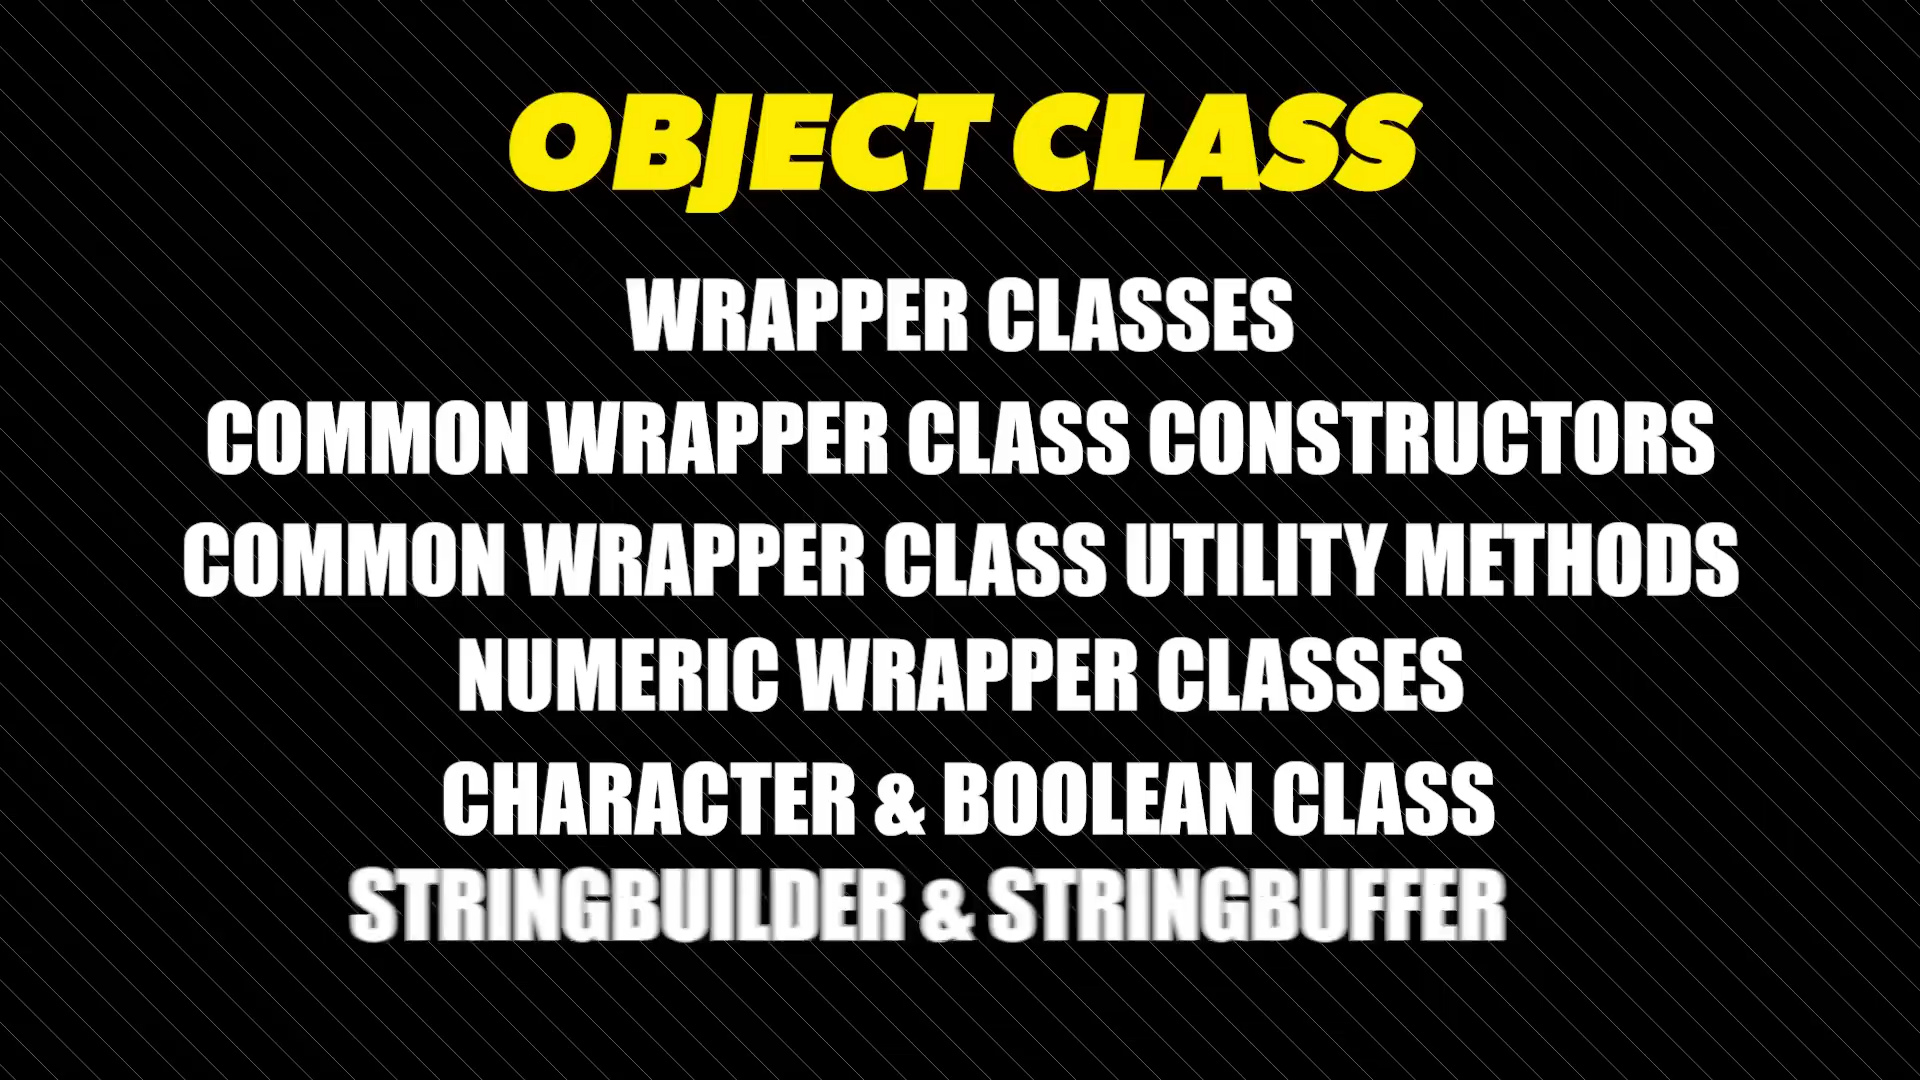 OBJECT CLASS
WRAPPER CLASSES
COMMON WRAPPER CLASS CONSTRUCTORS
COMMON WRAPPER CLASS UTILITY METHODS
NUMERIC WRAPPER CLASSES
CHARACTER & BOOLEAN CLASS
STRINGBUILDER & STRINGBUFFER